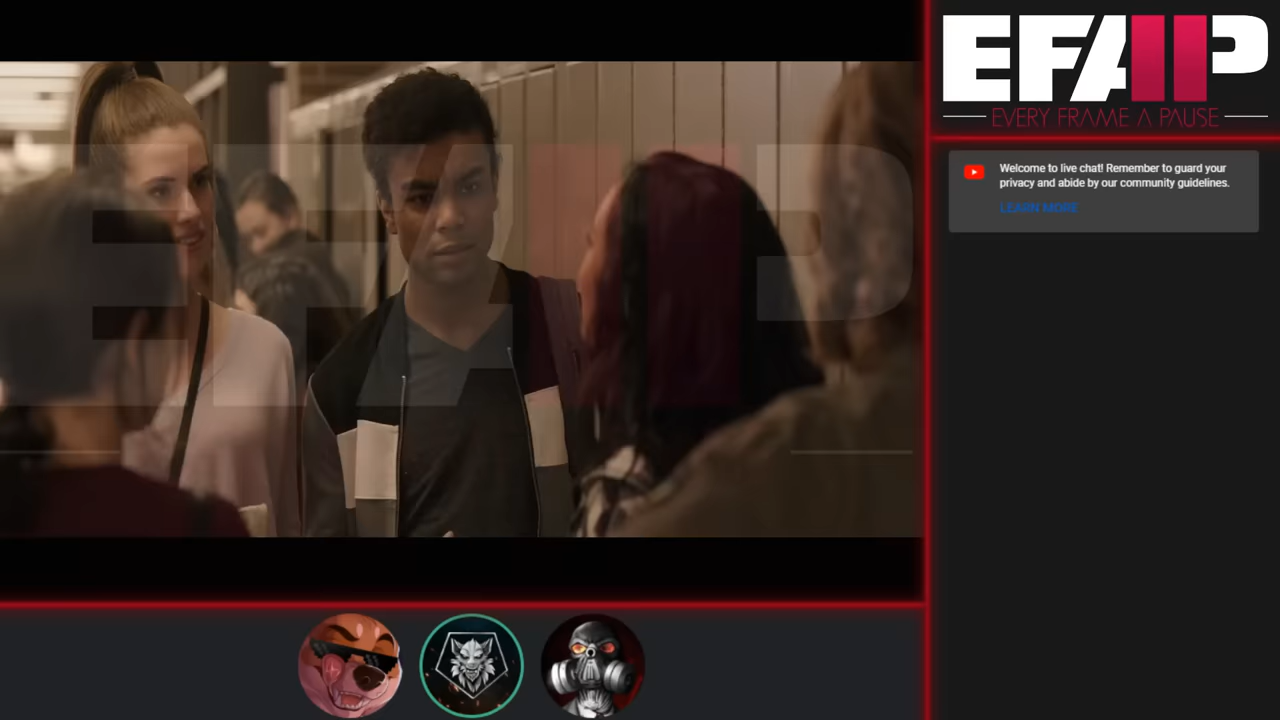 EFAP
EVERY FRAME A PAUSE
Welcome to live chat! Remember to guard your
privacy and abide by our community guidelines.
LEARN MORE
EFAP